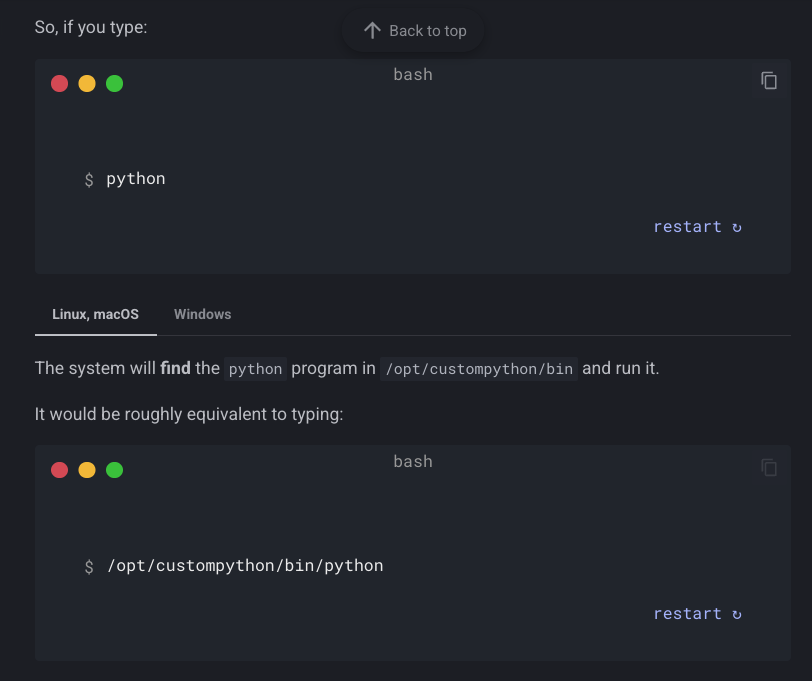 So, if you type:
Back to top
bash
$ python
restart ↻
Linux, macOS
Windows
The system will find the python program in /opt/custompython/bin and run it.
It would be roughly equivalent to typing:
bash
$ /opt/custompython/bin/python
restart ↻